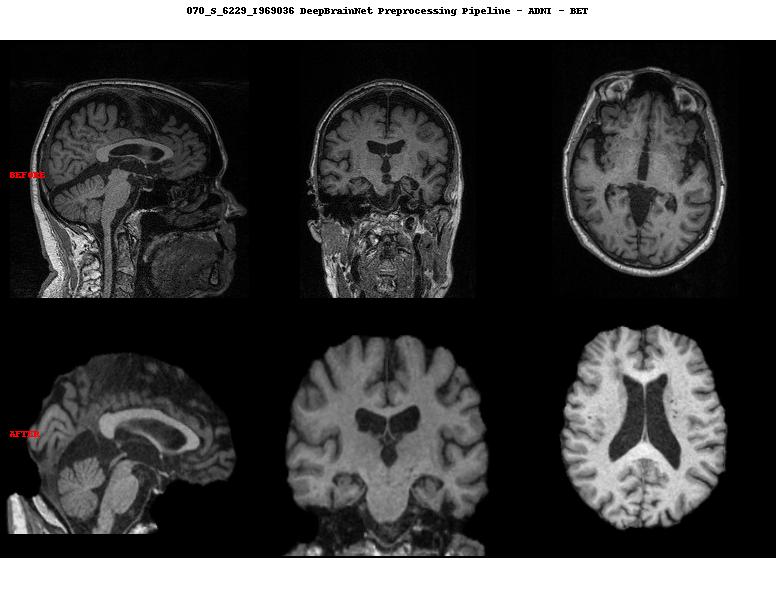 070_S_6229_I969036 DeepBrainNet Preprocessing Pipeline - ADNI - BET
BEFORE
AFTER